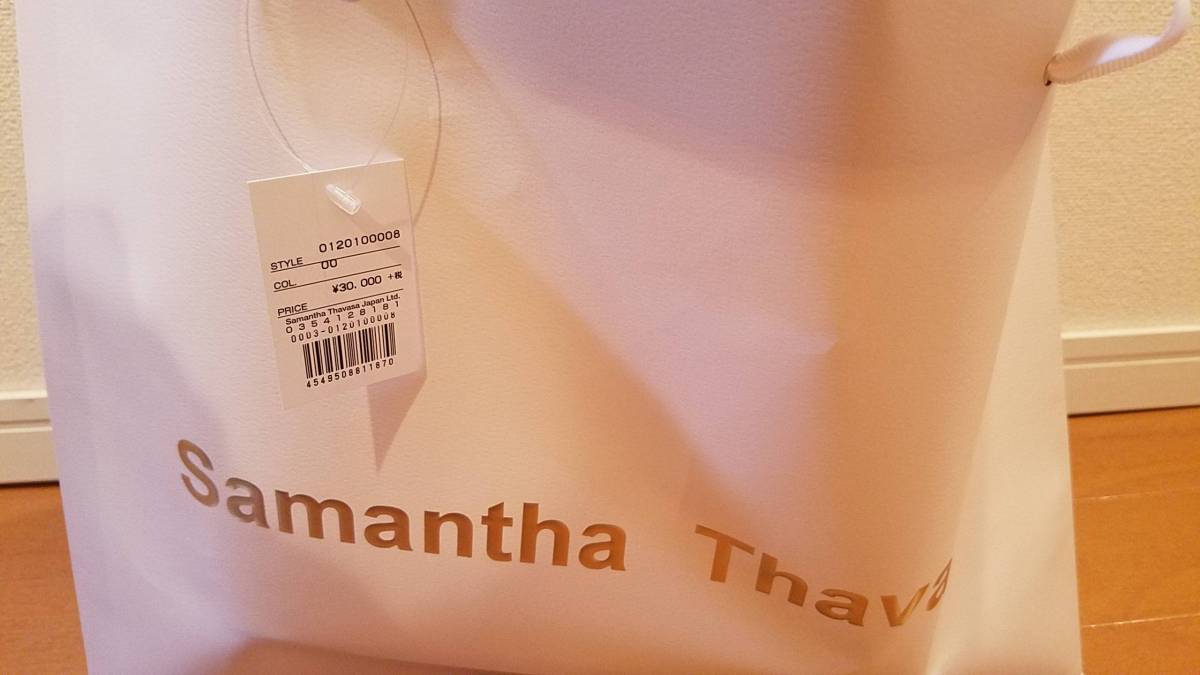 STYLE 0120100008
COL. 00
PRICE ¥30,000 +税
Samantha Thavasa Japan Ltd.
0354128181
0003-0120100008
4549508811870
Samantha Thava